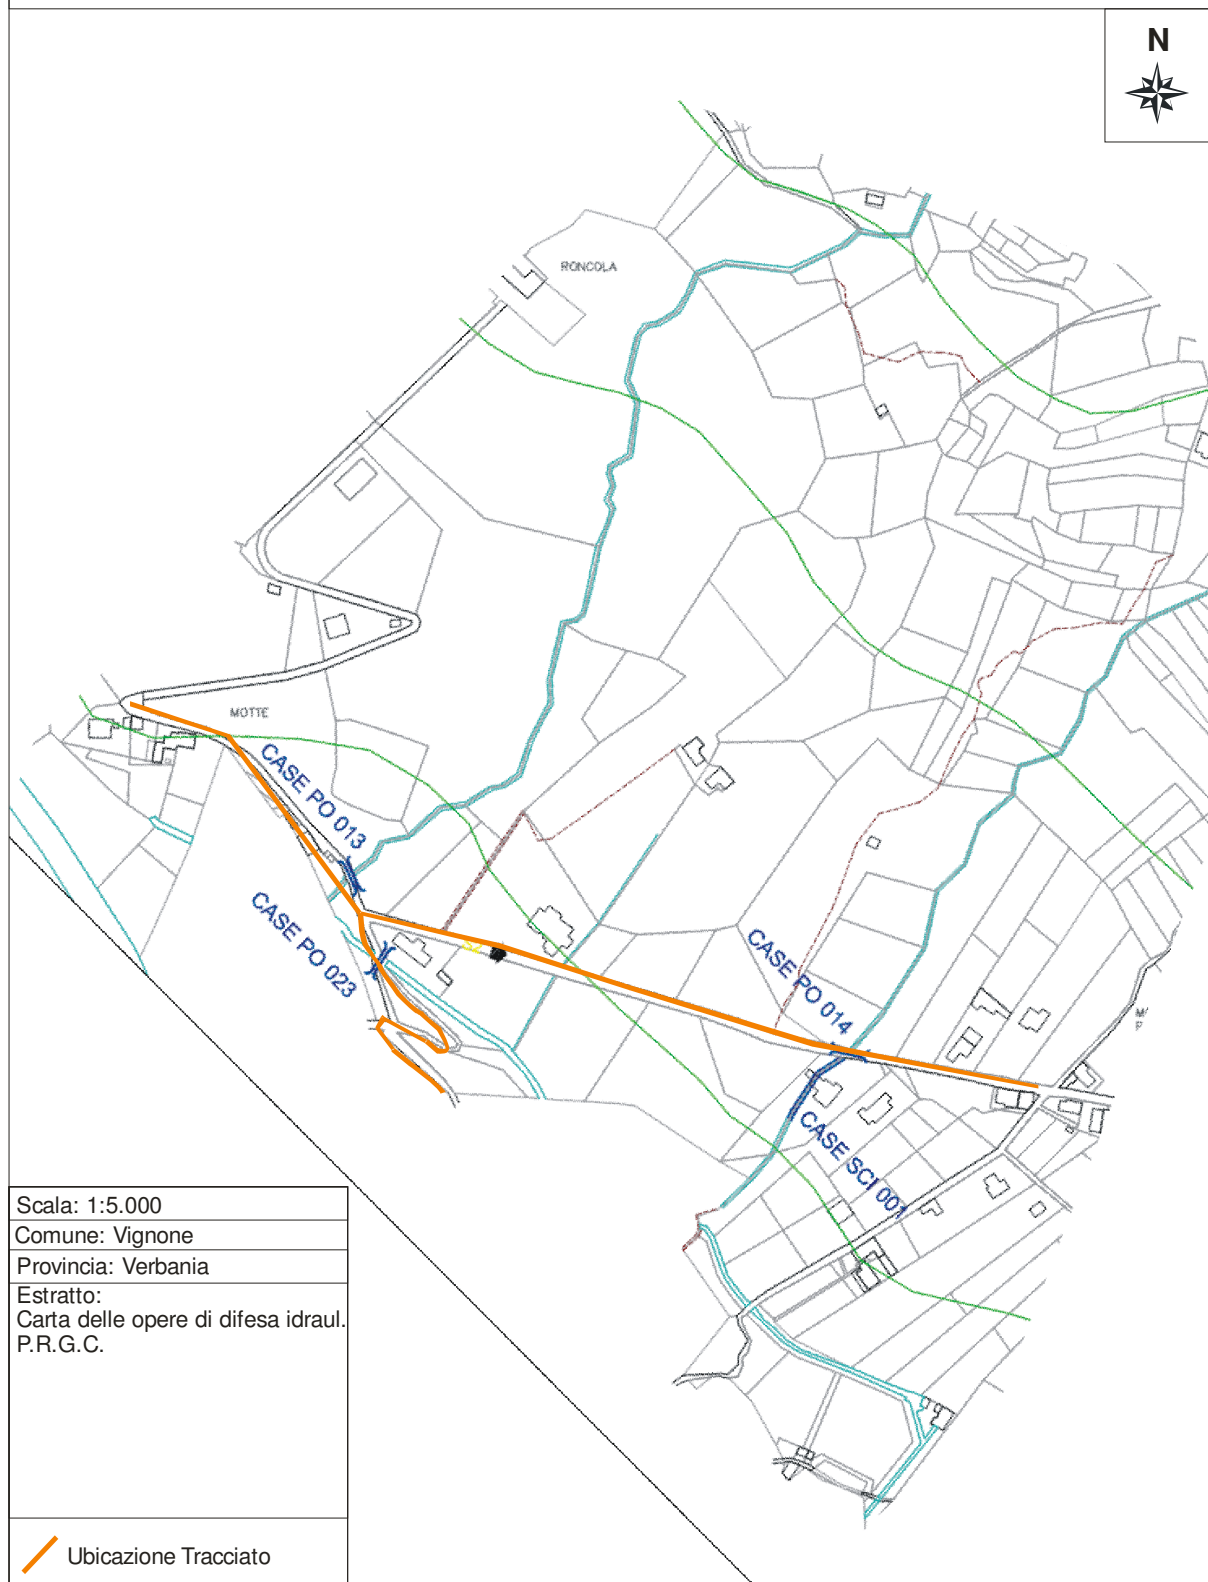 N
RONCOLA
MOTTE
CASE PO 013
CASE PO 023
CASE PO 014
CASE SCI 001
Scala: 1:5.000
Comune: Vignone
Provincia: Verbania
Estratto:
Carta delle opere di difesa idraul.
P.R.G.C.
Ubicazione Tracciato